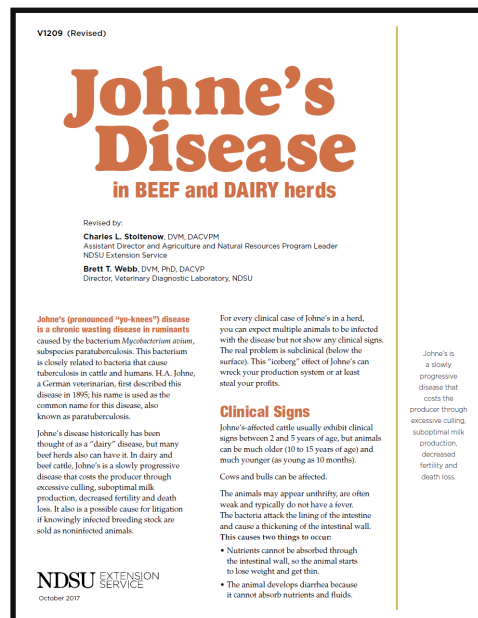 V1209 (Revised)
Johne's
Disease
in BEEF and DAIRY herds
Revised by:
Charles L. Stoltenow, DVM, DACVPM
Assistant Director and Agriculture and Natural Resources Program Leader
NDSU Extension Service
Brett T. Webb, DVM, PhD, DACVP
Director, Veterinary Diagnostic Laboratory, NDSU
Johne's (pronounced “yo-knees”) disease
is a chronic wasting disease in ruminants
caused by the bacterium Mycobacterium avium,
subspecies paratuberculosis. This bacterium
is closely related to bacteria that cause
tuberculosis in cattle and humans. H.A. Johne,
a German veterinarian, first described this
disease in 1895; his name is used as the
common name for this disease, also
known as paratuberculosis.
Johne's disease historically has been
thought of as a “dairy” disease, but many
beef herds also can have it. In dairy and
beef cattle, Johne's is a slowly progressive
disease that costs the producer through
excessive culling, suboptimal milk
production, decreased fertility and death
loss. It also is a possible cause for litigation
if knowingly infected breeding stock are
sold as noninfected animals.
NDSU EXTENSION
SERVICE
October 2017
For every clinical case of Johne's in a herd,
you can expect multiple animals to be infected
with the disease but not show any clinical signs.
The real problem is subclinical (below the
surface). This “iceberg” effect of Johne's can
wreck your production system or at least
steal your profits.
Clinical Signs
Johne's-affected cattle usually exhibit clinical
signs between 2 and 5 years of age, but animals
can be much older (10 to 15 years of age) and
much younger (as young as 10 months).
Cows and bulls can be affected.
The animals may appear unthrifty, are often
weak and typically do not have a fever.
The bacteria attack the lining of the intestine
and cause a thickening of the intestinal wall.
This causes two things to occur:
• Nutrients cannot be absorbed through
the intestinal wall, so the animal starts
to lose weight and get thin.
• The animal develops diarrhea because
it cannot absorb nutrients and fluids.
Johne's is
a slowly
progressive
disease that
costs the
producer through
excessive culling,
suboptimal milk
production,
decreased
fertility and
death loss.